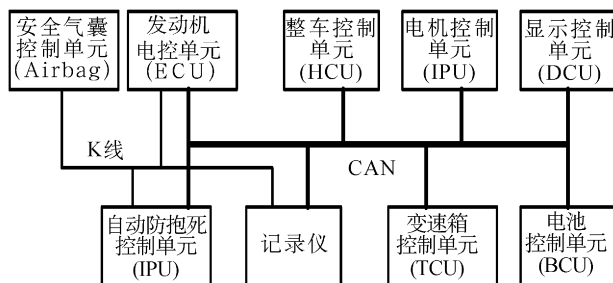 安全气囊
控制单元
(Airbag)
发动机
电控单元
(ECU)
整车控制
单元
(HCU)
电机控制
单元
(IPU)
显示控制
单元
(DCU)
K线
CAN
自动防抱死
控制单元
(IPU)
记录仪
变速箱
控制单元
(TCU)
电池
控制单元
(BCU)